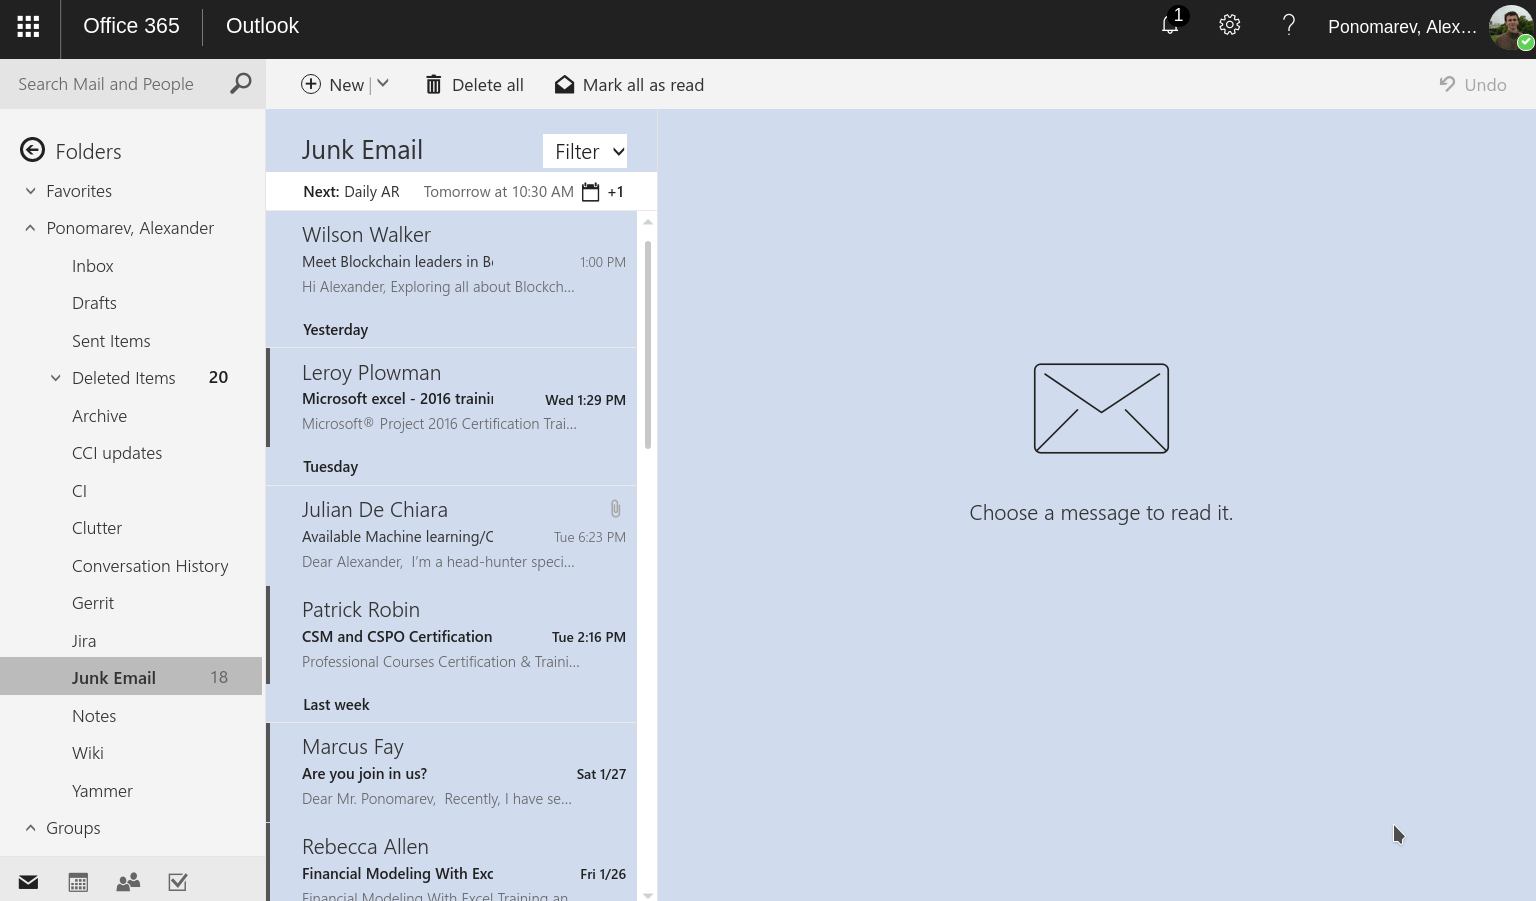 Office 365
Outlook
1
Ponomarev, Alex...
Search Mail and People
New
Delete all
Mark all as read
Undo
Folders
Favorites
Ponomarev, Alexander
Inbox
Drafts
Sent Items
Deleted Items 20
Archive
CCI updates
CI
Clutter
Conversation History
Gerrit
Jira
Junk Email 18
Notes
Wiki
Yammer
Groups
Junk Email
Filter
Next: Daily AR Tomorrow at 10:30 AM +1
Wilson Walker
Meet Blockchain leaders in 1:00 PM
Hi Alexander, Exploring all about Blockch...
Yesterday
Leroy Plowman
Microsoft excel - 2016 trainin Wed 1:29 PM
Microsoft® Project 2016 Certification Trai...
Tuesday
Julian De Chiara
Available Machine learning/C Tue 6:23 PM
Dear Alexander, I'm a head-hunter speci...
Patrick Robin
CSM and CSPO Certification Tue 2:16 PM
Professional Courses Certification & Traini...
Last week
Marcus Fay
Are you join in us? Sat 1/27
Dear Mr. Ponomarev, Recently, I have se...
Rebecca Allen
Financial Modeling With Exc Fri 1/26
Financial Modeling With Excel Training an
Choose a message to read it.